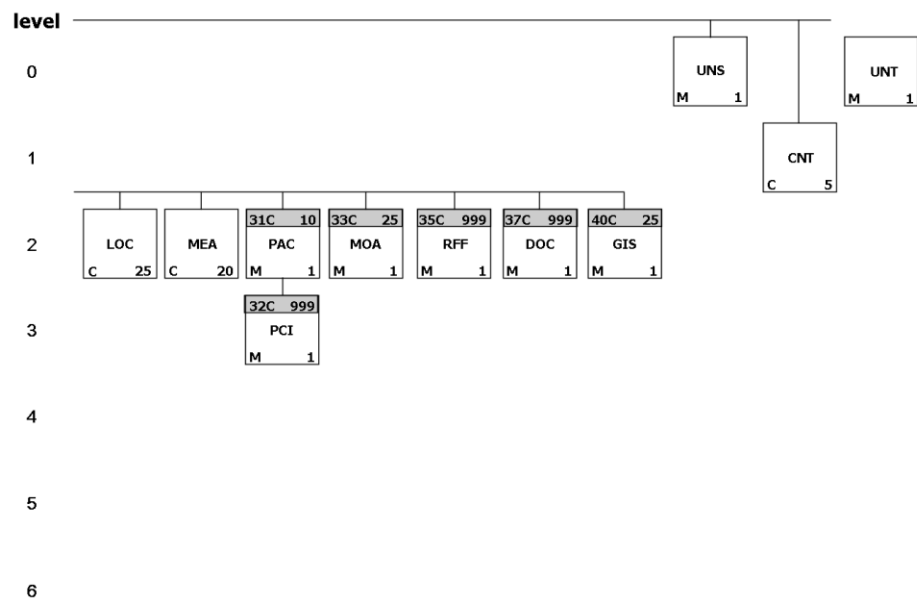 level
0
UNS
M 1
UNT
M 1
1
CNT
C 5
2
LOC
C 25
MEA
C 20
31C 10
PAC
M 1
33C 25
MOA
M 1
35C 999
RFF
M 1
37C 999
DOC
M 1
40C 25
GIS
M 1
3
32C 999
PCI
M 1
4
5
6